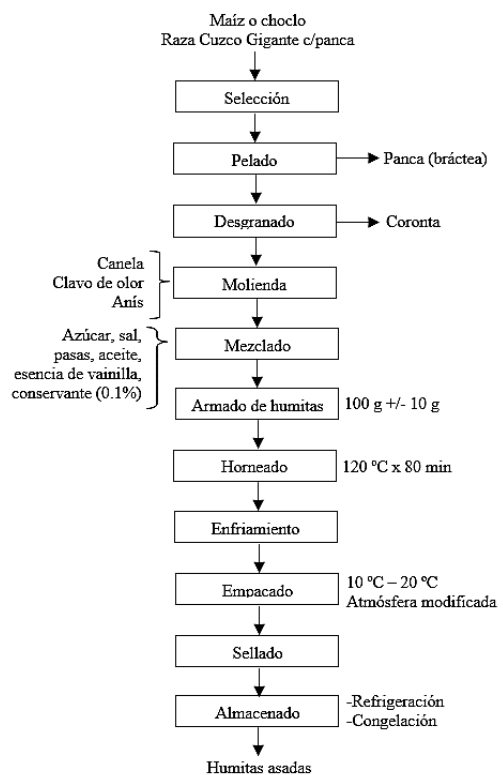 Maíz o choclo
Raza Cuzco Gigante c/panca
Selección
Pelado
Panca (bráctea)
Desgranado
Coronta
Canela
Clavo de olor
Anís
Molienda
Azúcar, sal,
pasas, aceite,
esencia de vainilla,
conservante (0.1%)
Mezclado
Armado de humitas
100 g +/- 10 g
Horneado
120 ºC x 80 min
Enfriamiento
Empacado
10 ºC – 20 ºC
Atmósfera modificada
Sellado
Almacenado
-Refrigeración
-Congelación
Humitas asadas